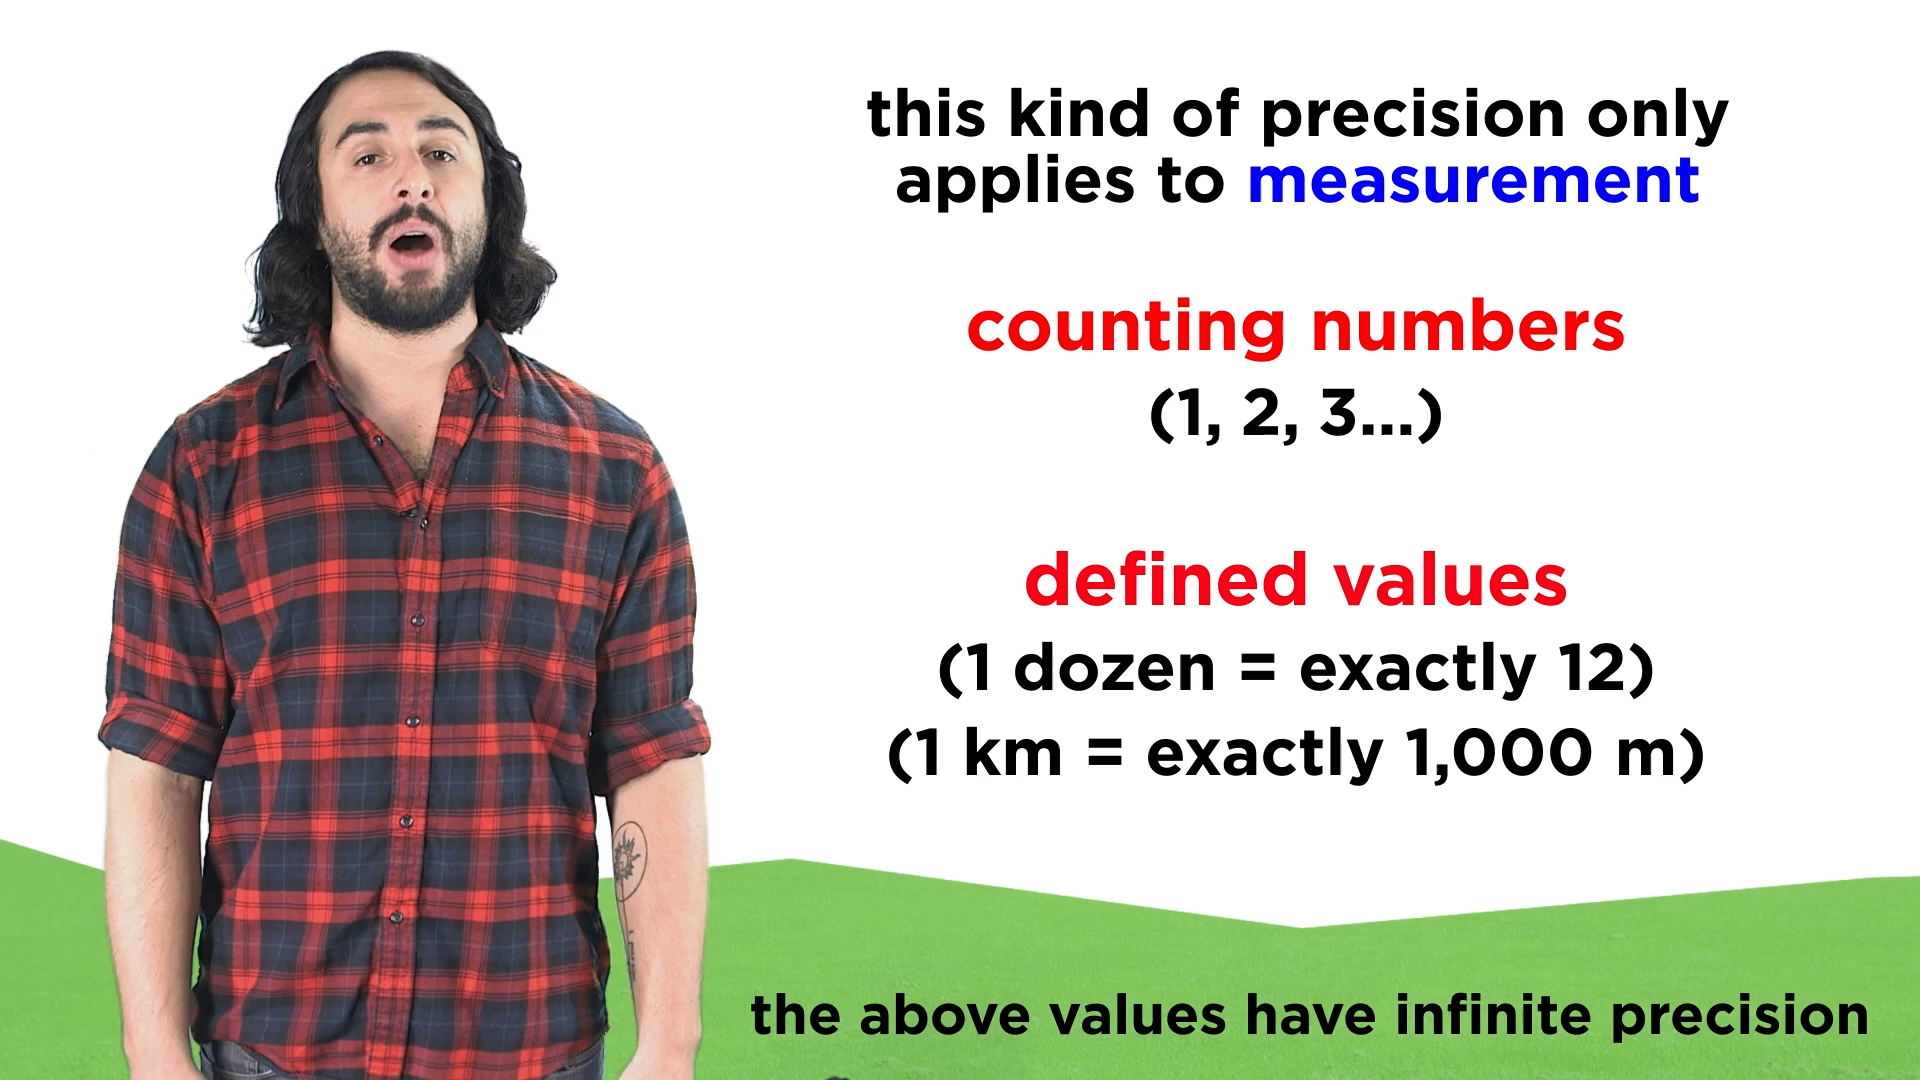 this kind of precision only
applies to measurement
counting numbers
(1, 2, 3...)
defined values
(1 dozen = exactly 12)
(1 km = exactly 1,000 m)
the above values have infinite precision